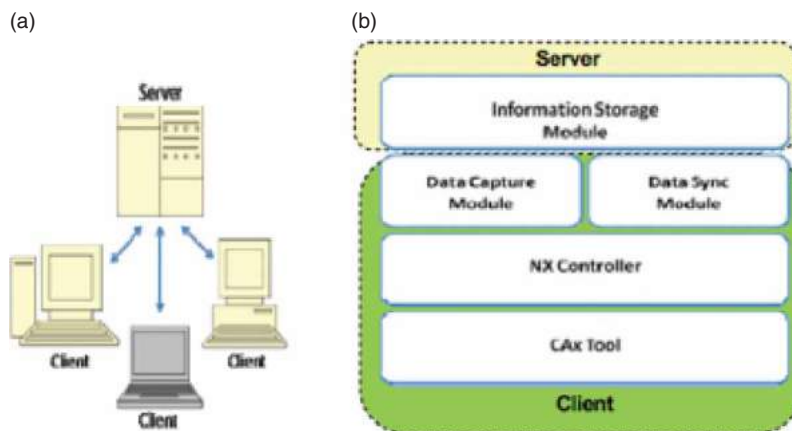 (a)
Server
Client
Client
Client
(b)
Server
Information Storage
Module
Data Capture
Module
Data Sync
Module
NX Controller
CAx Tool
Client